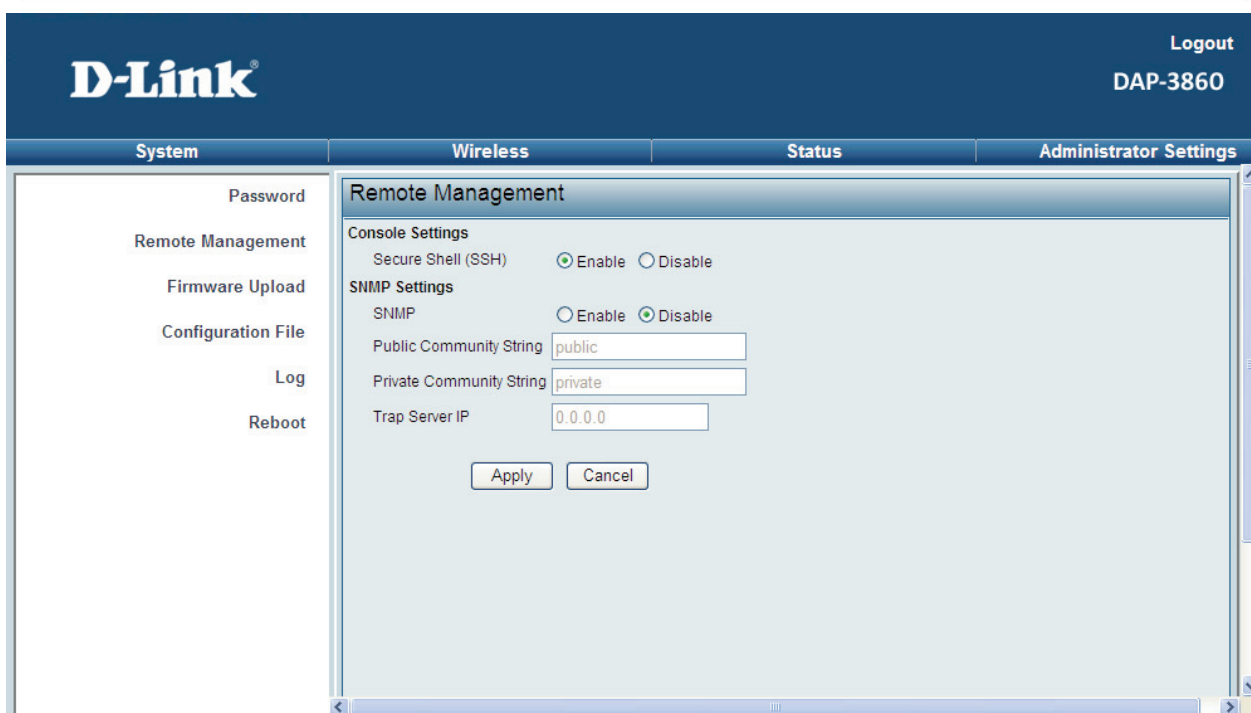 Logout
D-Link®
DAP-3860
System Wireless Status Administrator Settings
Password
Remote Management
Firmware Upload
Configuration File
Log
Reboot
Remote Management
Console Settings
Secure Shell (SSH) Enable Disable
SNMP Settings
SNMP Enable Disable
Public Community String public
Private Community String private
Trap Server IP 0.0.0.0
Apply Cancel